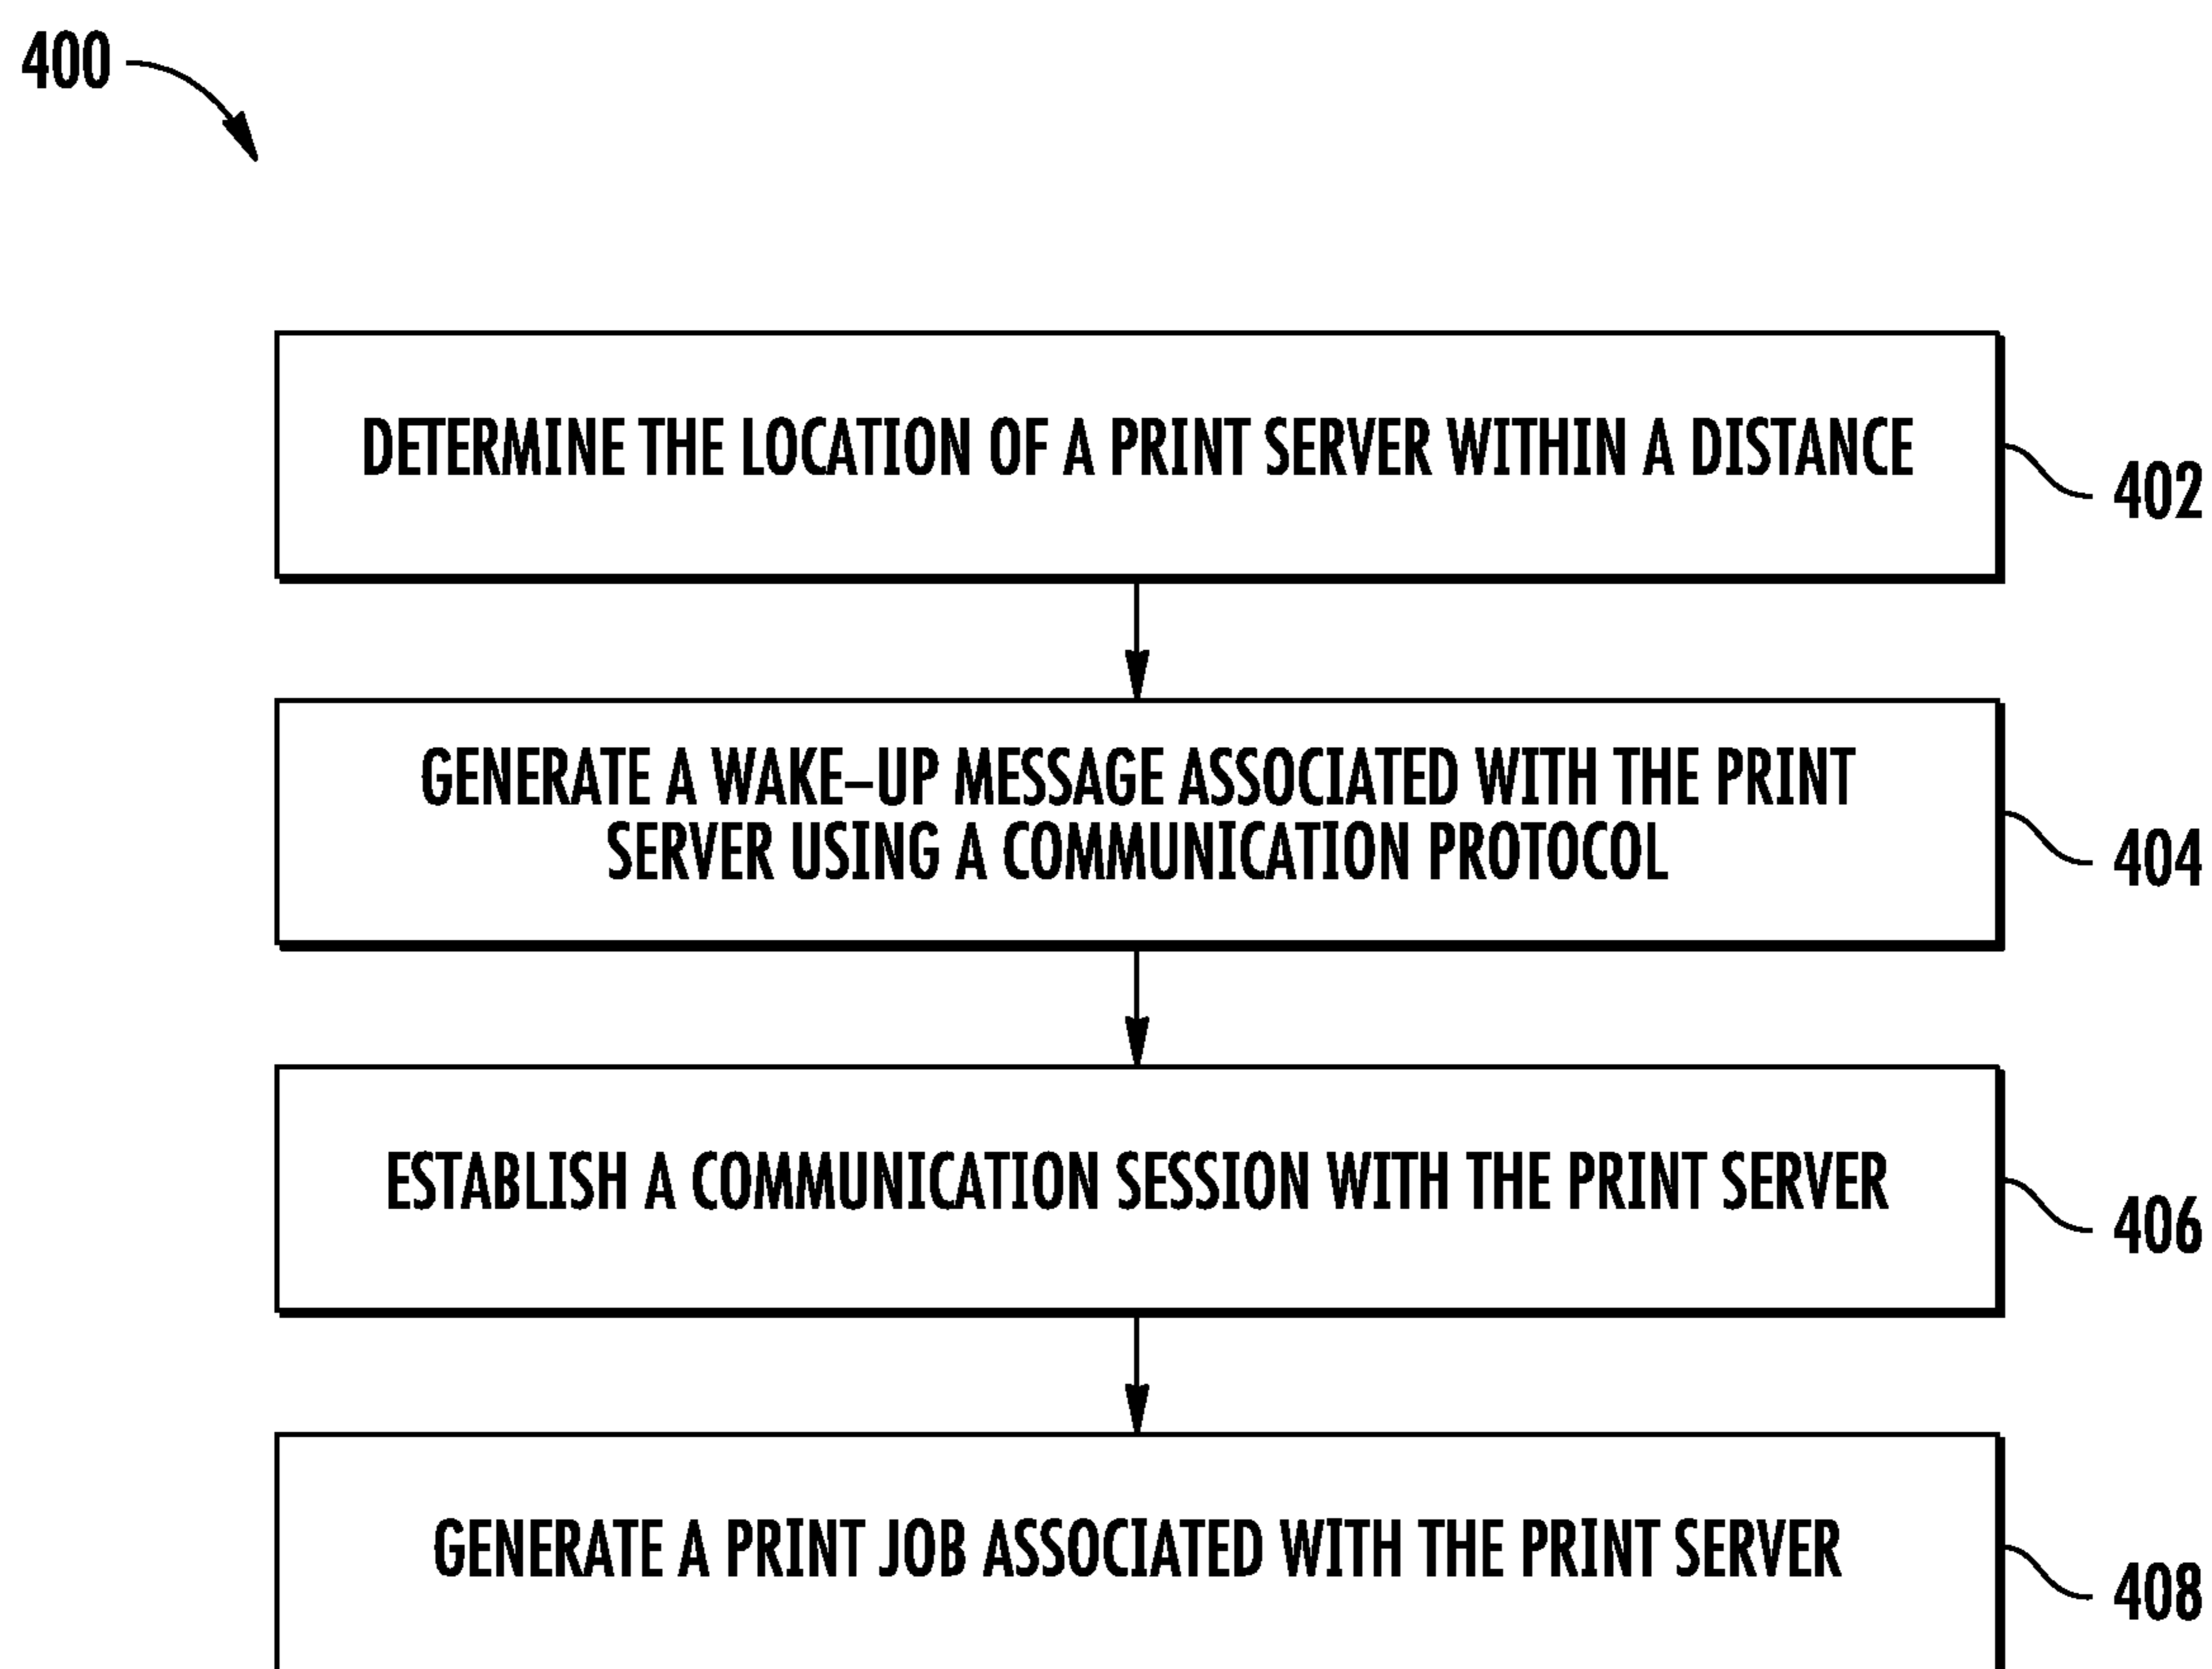 400
DETERMINE THE LOCATION OF A PRINT SERVER WITHIN A DISTANCE
402
GENERATE A WAKE–UP MESSAGE ASSOCIATED WITH THE PRINT
SERVER USING A COMMUNICATION PROTOCOL
404
ESTABLISH A COMMUNICATION SESSION WITH THE PRINT SERVER
406
GENERATE A PRINT JOB ASSOCIATED WITH THE PRINT SERVER
408